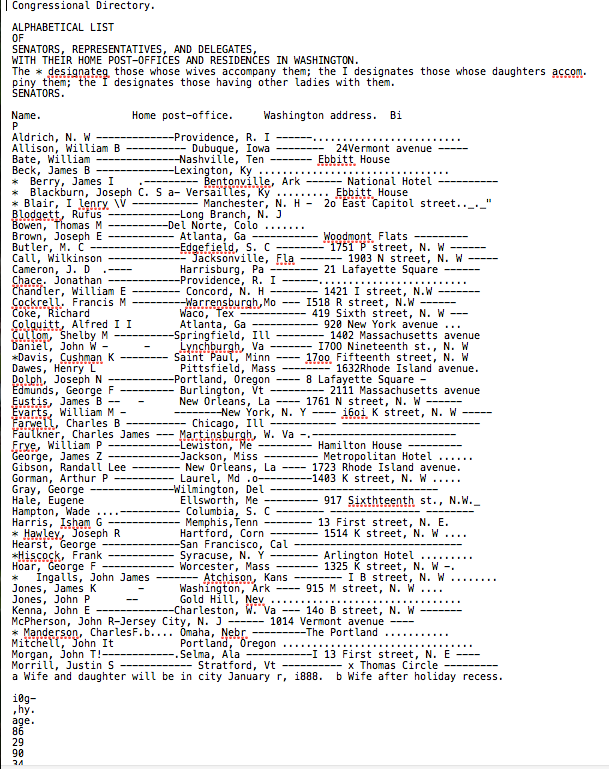 Congressional Directory.
ALPHABETICAL LIST
OF
SENATORS, REPRESENTATIVES, AND DELEGATES,
WITH THEIR HOME POST-OFFICES AND RESIDENCES IN WASHINGTON.
The * designateg those whose wives accompany them; the I designates those whose daughters accom.
piny them; the I designates those having other ladies with them.
SENATORS.
Name. Home post-office. Washington address. Bi
P
Aldrich, N. W -------------Providence, R. I ------.........................
Allison, William B ---------- Dubuque, Iowa -------- 24Vermont avenue -----
Bate, William --------------Nashville, Ten ------- Ebbitt House
Beck, James B --------------Lexington, Ky ...........................
* Berry, James I .--------- Bentonville, Ark ------ National Hotel ----------
* Blackburn, Joseph C. S a- Versailles, Ky ......... Ebbitt House
* Blair, I lenry \V ----------- Manchester, N. H - 2o East Capitol street.._._"
Blodgett, Rufus ------------Long Branch, N. J
Bowen, Thomas M -----------Del Norte, Colo .......
Brown, Joseph E ----------- Atlanta, Ga ----------- Woodmont Flats ---------
Butler, M. C ---------------Edgefield, S. C -------- 1751 P street, N. W ------
Call, Wilkinson -------------- Jacksonville, Fla ------- 1903 N street, N. W -----
Cameron, J. D .---- Harrisburg, Pa -------- 21 Lafayette Square ------
Chace. Jonathan ------------Providence, R. I ------.........................
Chandler, William E ------- Concord, N. H --------- 1421 I street, N.W ------
Cockrell. Francis M ---------Warrensburgh,Mo --- I518 R street, N.W ------
Coke, Richard Waco, Tex ----------- 419 Sixth street, N. W ---
Colquitt, Alfred I I Atlanta, Ga ----------- 920 New York avenue ...
Cullom, Shelby M ----------Springfield, Ill -------- 1402 Massachusetts avenue
Daniel, John W - - Lynchburg, Va ------- I7OO Nineteenth st., N. W
*Davis, Cushman K -------- Saint Paul, Minn ---- 17oo Fifteenth street, N. W
Dawes, Henry L Pittsfield, Mass -------- 1632Rhode Island avenue.
Dolph, Joseph N -----------Portland, Oregon ---- 8 Lafayette Square -
Edmunds, George F -------- Burlington, Vt --------- 2111 Massachusetts avenue
Eustis, James B -- - New Orleans, La ---- 1761 N street, N. W ------
Evarts, William M - --------New York, N. Y ---- i6oi K street, N. W -----
Farwell, Charles B ---------- Chicago, Ill ------- -----------------------
Faulkner, Charles James --- Martinsburgh, W. Va -.-----------------------
Frye, William P ------------Lewiston, Me ---------- Hamilton House ---------
George, James Z ------------Jackson, Miss --------- Metropolitan Hotel ......
Gibson, Randall Lee -------- New Orleans, La ---- 1723 Rhode Island avenue.
Gorman, Arthur P ---------- Laurel, Md .o---------1403 K street, N. W .....
Gray, George --------------Wilmington, Del ----------------------------
Hale, Eugene Ellsworth, Me --------- 917 Sixthteenth st., N.W._
Hampton, Wade ....---------- Columbia, S. C -------- --------------- --------
Harris, Isham G ------------ Memphis,Tenn -------- 13 First street, N. E.
* Hawley, Joseph R Hartford, Corn --------- 1514 K street, N. W ....
Hearst, George -------------San Francisco, Cal ----------------------------
*Hiscock, Frank ----------- Syracuse, N. Y -------- Arlington Hotel .........
Hoar, George F ------------ Worcester, Mass ------- 1325 K street, N. W -.
* Ingalls, John James ------- Atchison, Kans -------- I B street, N. W ........
Jones, James K - Washington, Ark ---- 915 M street, N. W ....
Jones, John P -- Gold Hill, Nev .........................
Kenna, John E -------------Charleston, W. Va --- 14o B street, N. W -------
McPherson, John R-Jersey City, N. J ------ 1014 Vermont avenue ----
* Manderson, CharlesF.b.... Omaha, Nebr ---------The Portland ...........
Mitchell, John It Portland, Oregon ...........................
Morgan, John T!------------.Selma, Ala -----------I 13 First street, N. E ----
Morrill, Justin S ----------- Stratford, Vt ----------- x Thomas Circle ---------
a Wife and daughter will be in city January r, i888. b Wife after holiday recess.
i0g-
,hy.
age.
86
29
90
34